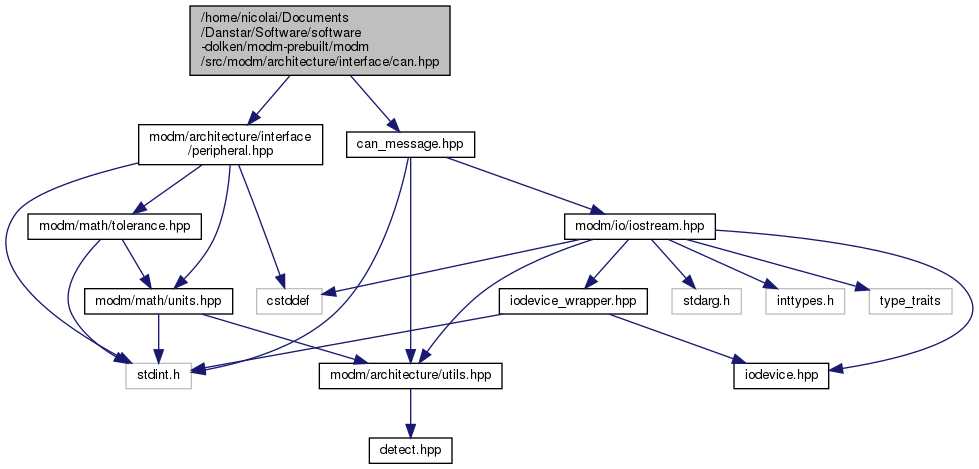 /home/nicolai/Documents
/Danstar/Software/software
-dolken/modm-prebuilt/modm
/src/modm/architecture/interface/can.hpp
modm/architecture/interface
/peripheral.hpp
can_message.hpp
modm/math/tolerance.hpp
modm/io/iostream.hpp
modm/math/units.hpp
cstddef
iodevice_wrapper.hpp
stdarg.h
inttypes.h
type_traits
stdint.h
modm/architecture/utils.hpp
iodevice.hpp
detect.hpp